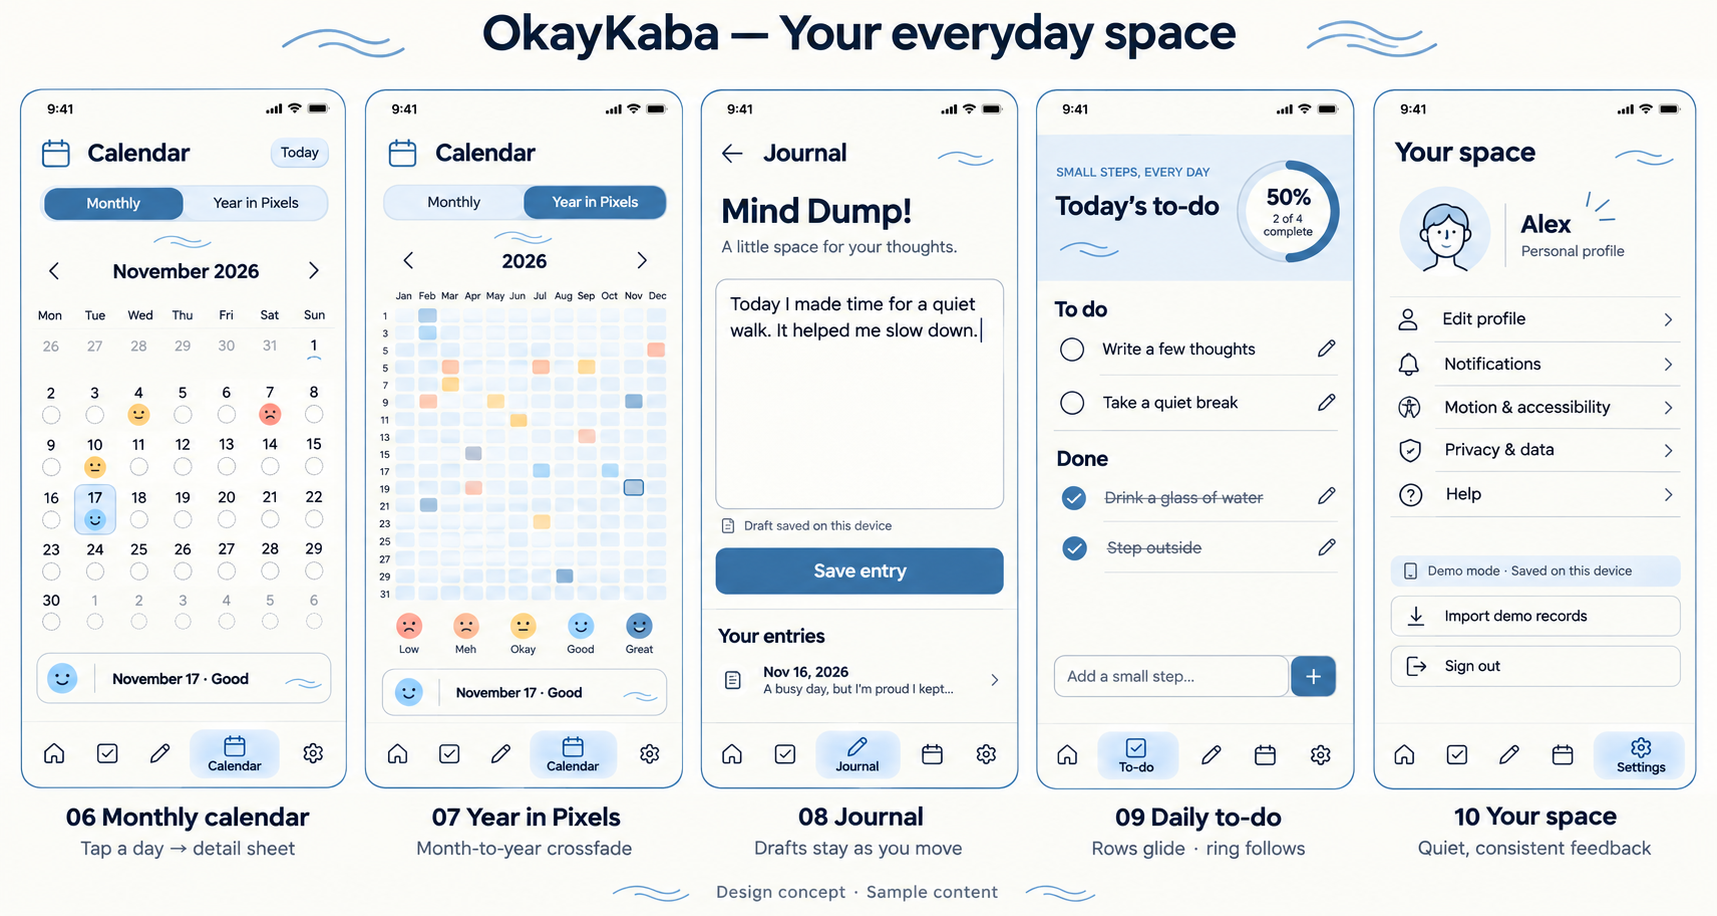 OkayKaba — Your everyday space
9:41
Calendar
Today
Monthly
Year in Pixels
November 2026
Mon Tue Wed Thu Fri Sat Sun
26 27 28 29 30 31 1
2 3 4 5 6 7 8
9 10 11 12 13 14 15
16 17 18 19 20 21 22
23 24 25 26 27 28 29
30 1 2 3 4 5 6
November 17 · Good
Calendar
06 Monthly calendar
Tap a day → detail sheet
9:41
Calendar
Monthly
Year in Pixels
2026
Jan Feb Mar Apr May Jun Jul Aug Sep Oct Nov Dec
1
3
5
5
7
9
11
13
15
17
19
21
23
25
27
29
31
Low Meh Okay Good Great
November 17 · Good
Calendar
07 Year in Pixels
Month-to-year crossfade
9:41
Journal
Mind Dump!
A little space for your thoughts.
Today I made time for a quiet
walk. It helped me slow down.
Draft saved on this device
Save entry
Your entries
Nov 16, 2026
A busy day, but I'm proud I kept...
Journal
08 Journal
Drafts stay as you move
9:41
SMALL STEPS, EVERY DAY
Today's to-do
50%
2 of 4
complete
To do
Write a few thoughts
Take a quiet break
Done
Drink a glass of water
Step outside
Add a small step...
To-do
09 Daily to-do
Rows glide · ring follows
9:41
Your space
Alex
Personal profile
Edit profile
Notifications
Motion & accessibility
Privacy & data
Help
Demo mode · Saved on this device
Import demo records
Sign out
Settings
10 Your space
Quiet, consistent feedback
Design concept · Sample content